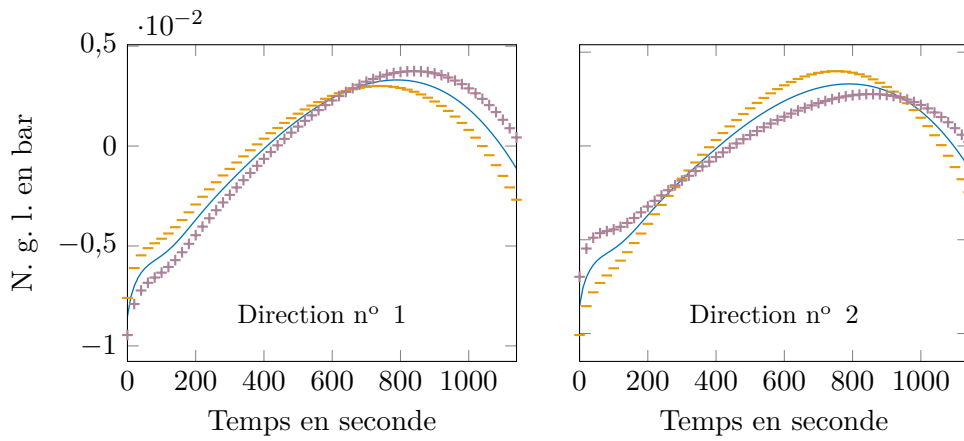 ·10⁻²
0,5
0
−0,5
−1
N. g. l. en bar
Direction nº 1
0 200 400 600 800 1000
Temps en seconde
Direction nº 2
0 200 400 600 800 1000
Temps en seconde